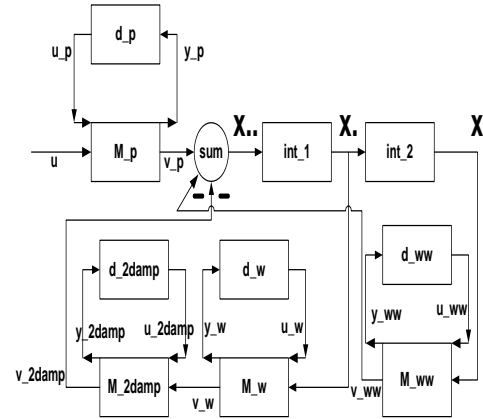 d_p
u_p
y_p
M_p
u
v_p
sum
X..
int_1
X.
int_2
X
- -
d_2damp
d_w
d_ww
y_2damp
u_2damp
y_w
u_w
y_ww
u_ww
v_2damp
M_2damp
v_w
M_w
v_ww
M_ww